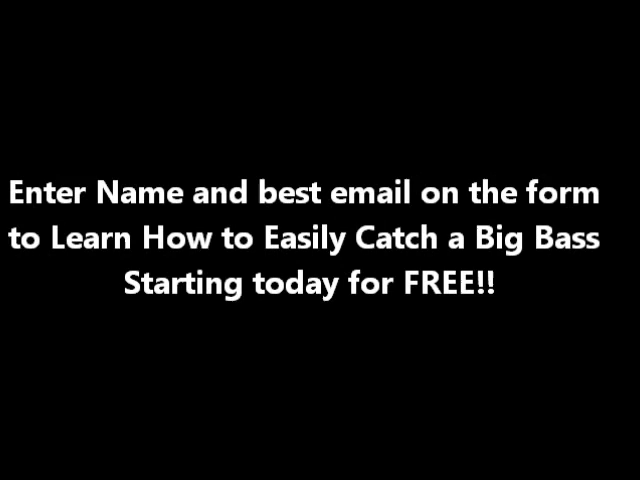 Enter Name and best email on the form
to Learn How to Easily Catch a Big Bass
Starting today for FREE!!